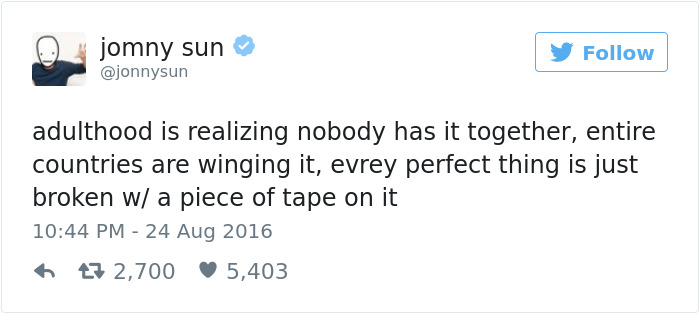 jomny sun
@jonnysun
Follow
adulthood is realizing nobody has it together, entire
countries are winging it, evrey perfect thing is just
broken w/ a piece of tape on it
10:44 PM - 24 Aug 2016
2,700 5,403